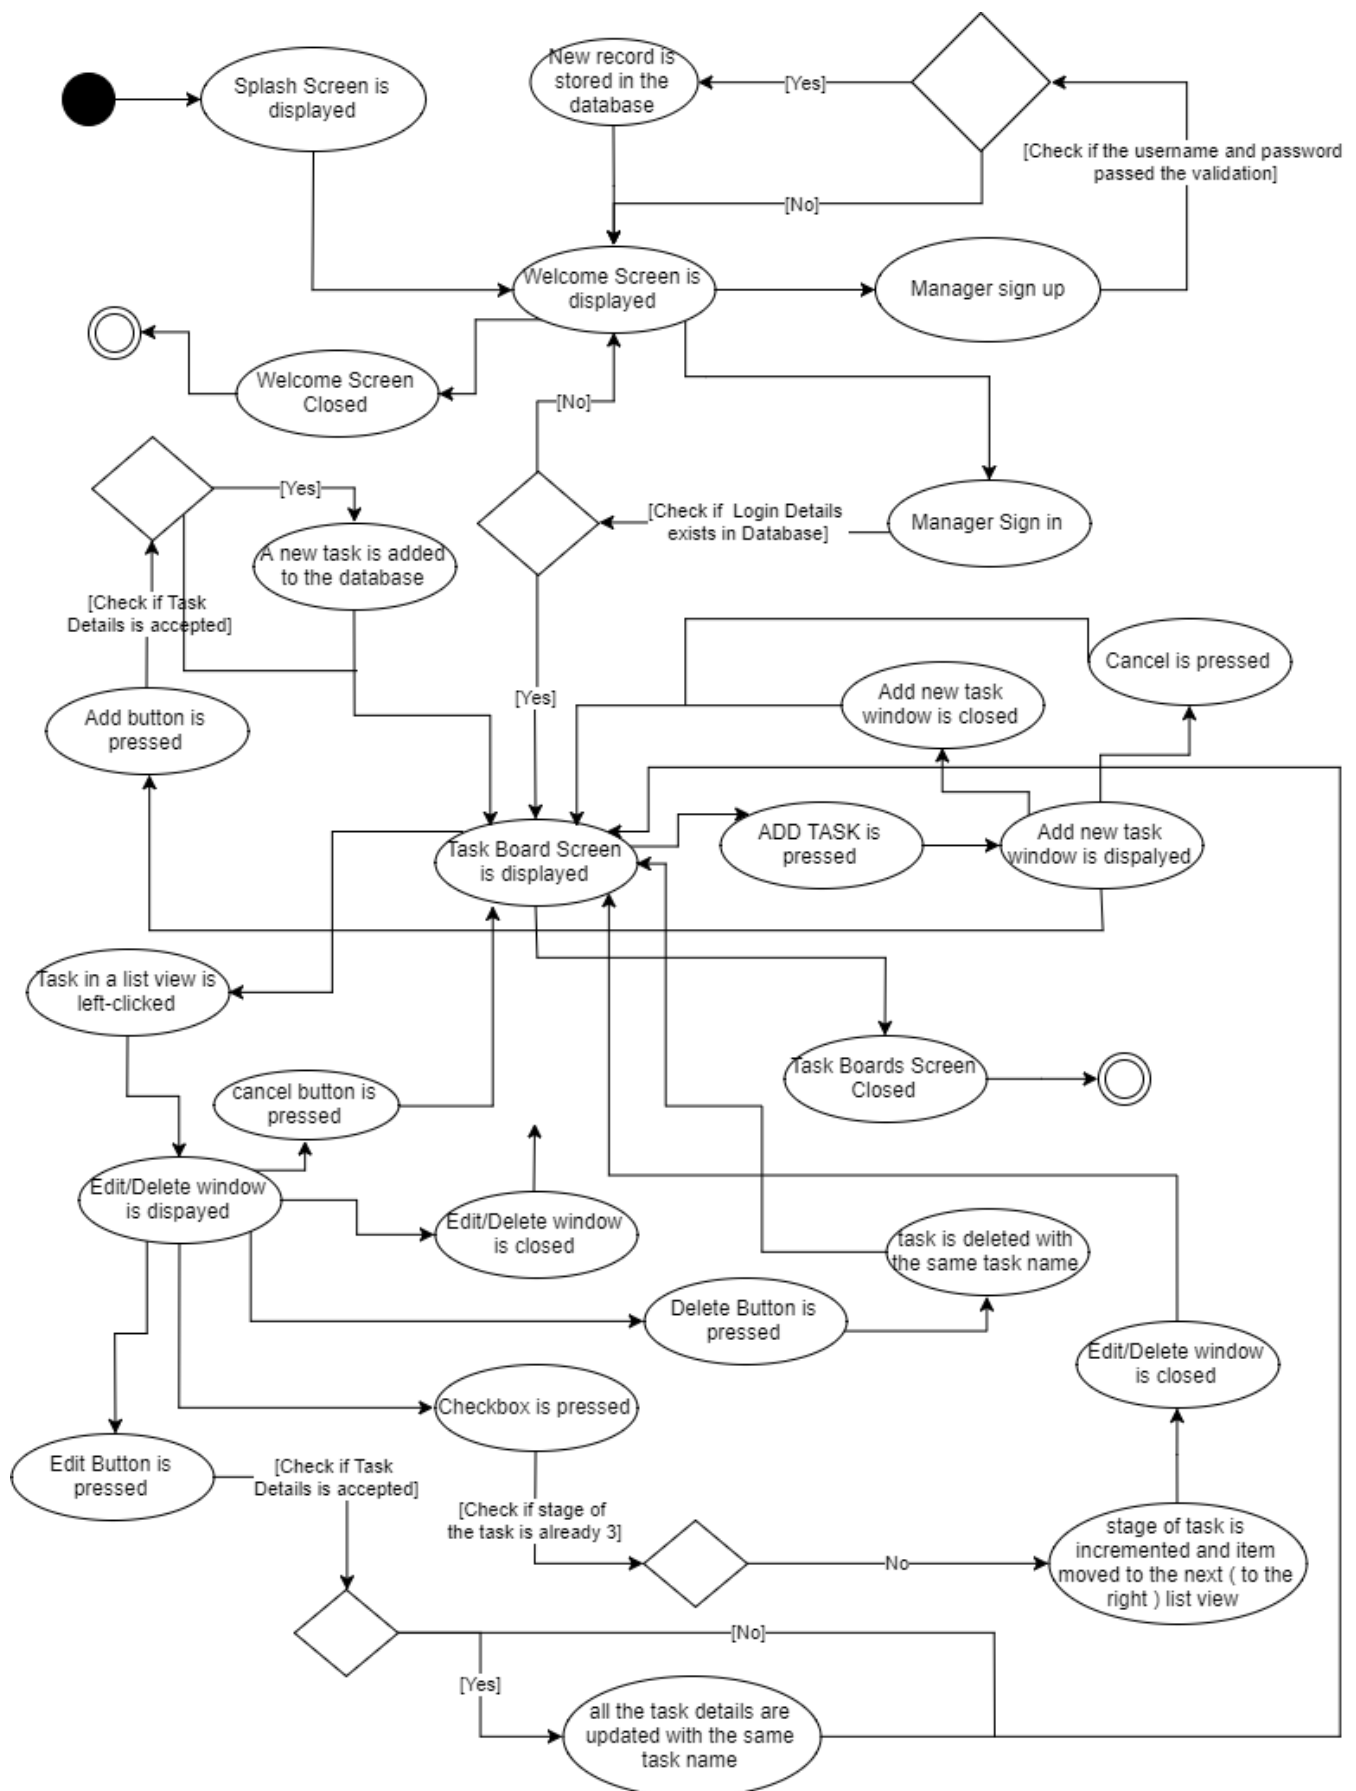 New record is
stored in the
database
[Yes]
Splash Screen is
displayed
[Check if the username and password
passed the validation]
[No]
Welcome Screen is
displayed
Manager sign up
Welcome Screen
Closed
[No]
[Yes]
[Check if  Login Details
exists in Database]
Manager Sign in
A new task is added
to the database
[Check if Task
Details is accepted]
Cancel is pressed
[Yes]
Add new task
window is closed
Add button is
pressed
ADD TASK is
pressed
Add new task
window is dispalyed
Task Board Screen
is displayed
Task in a list view is
left-clicked
Task Boards Screen
Closed
cancel button is
pressed
Edit/Delete window
is dispayed
Edit/Delete window
is closed
task is deleted with
the same task name
Delete Button is
pressed
Edit/Delete window
is closed
Checkbox is pressed
Edit Button is
pressed
[Check if Task
Details is accepted]
[Check if stage of
the task is already 3]
No
stage of task is
incremented and item
moved to the next ( to the
right ) list view
[No]
[Yes]
all the task details are
updated with the same
task name